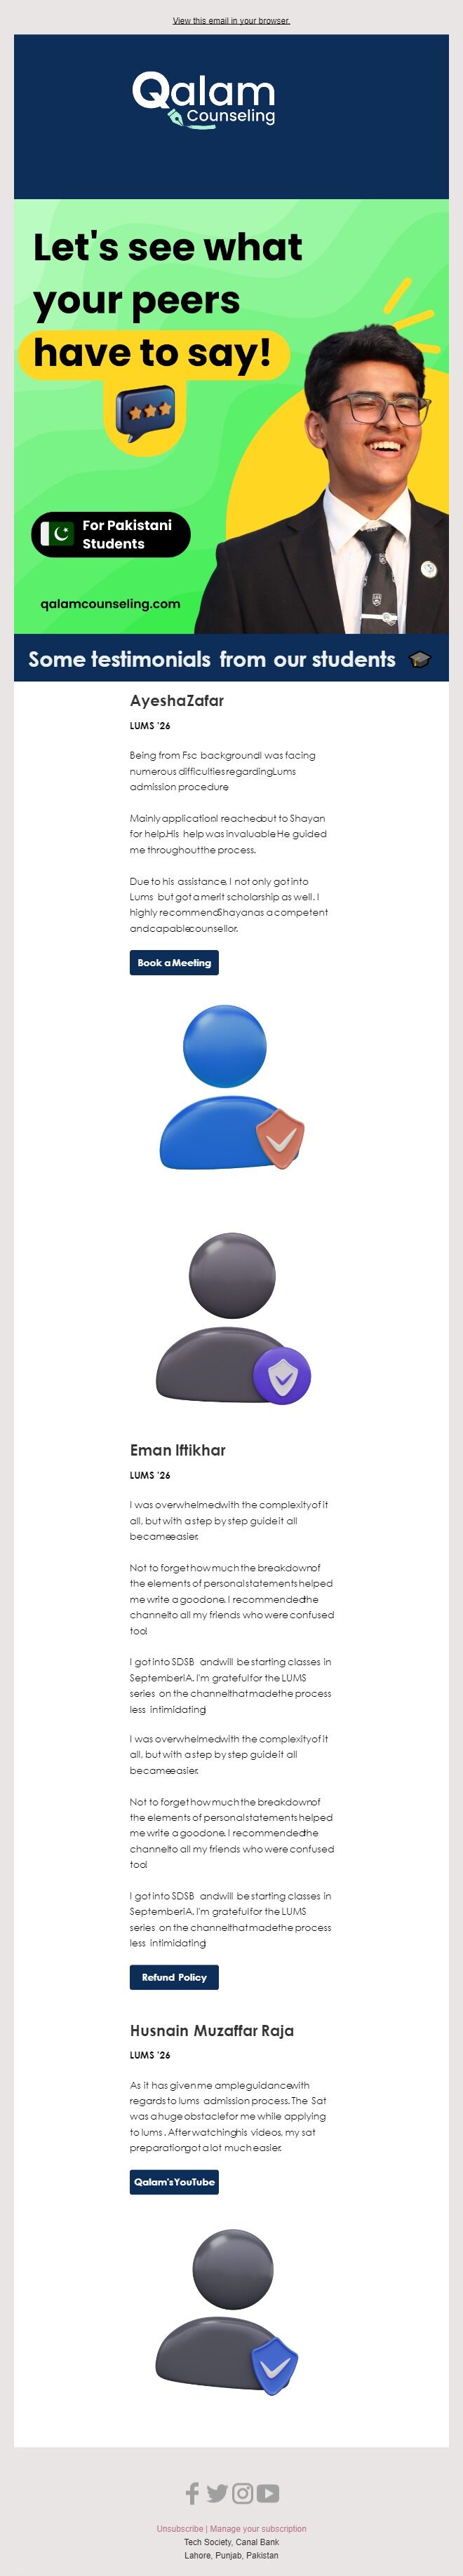 View this email in your browser.
Qalam
Counseling
Let's see what
your peers
have to say!
For Pakistani
Students
qalamcounseling.com
Some testimonials from our students
Ayesha Zafar
LUMS '26
Being from Fsc background I was facing
numerous difficulties regarding Lums
admission procedure,
Mainly application I reached out to Shayan
for help. His help was invaluable. He guided
me throughout the process.
Due to his assistance, I not only got into
Lums but got a merit scholarship as well. I
highly recommend Shayan as a competent
and capable counsellor.
Book a Meeting
Eman Iftikhar
LUMS '26
I was overwhelmed with the complexity of it
all, but with a step by step guide it all
became easier.
Not to forget how much the breakdown of
the elements of personal statements helped
me write a good one. I recommended the
channel to all my friends who were confused
too!
I got into SDSB and will be starting classes in
September iA. I'm grateful for the LUMS
series on the channel that made the process
less intimidating!
I was overwhelmed with the complexity of it
all, but with a step by step guide it all
became easier.
Not to forget how much the breakdown of
the elements of personal statements helped
me write a good one. I recommended the
channel to all my friends who were confused
too!
I got into SDSB and will be starting classes in
September iA. I'm grateful for the LUMS
series on the channel that made the process
less intimidating!
Refund Policy
Husnain Muzaffar Raja
LUMS '26
As it has given me ample guidance with
regards to lums admission process. The Sat
was a huge obstacle for me while applying
to lums . After watching his videos, my sat
preparation got a lot much easier.
Qalam's YouTube
Unsubscribe | Manage your subscription
Tech Society, Canal Bank
Lahore, Punjab, Pakistan